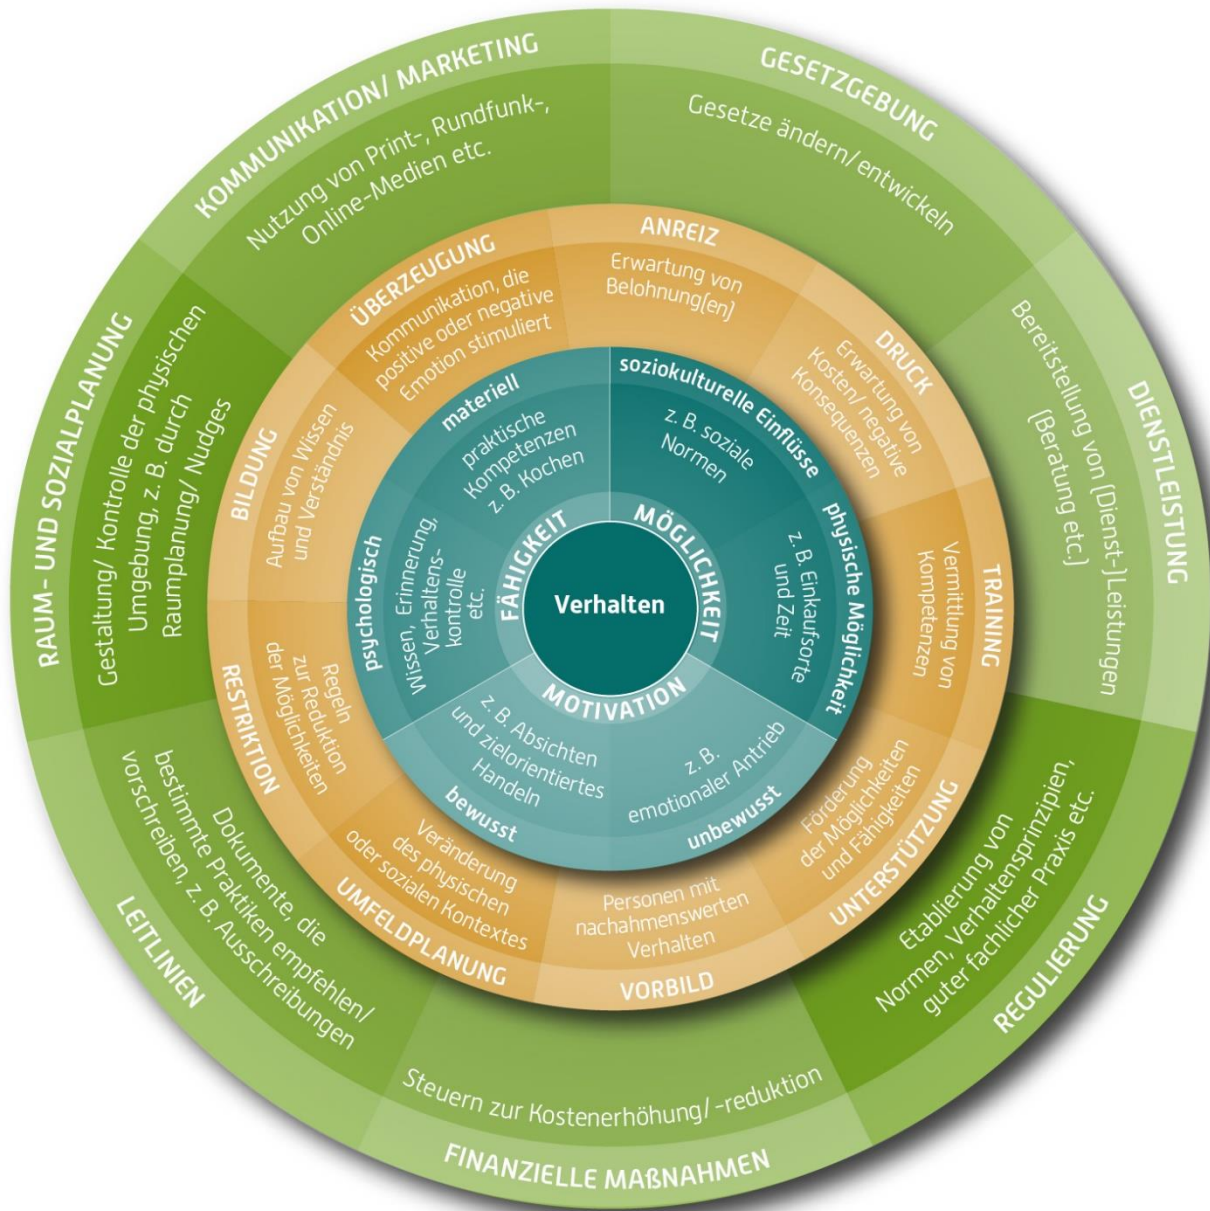 KOMMUNIKATION/ MARKETING
Nutzung von Print-, Rundfunk-,
Online-Medien etc.
GESETZGEBUNG
Gesetze ändern/ entwickeln
DIENSTLEISTUNG
Bereitstellung von (Dienst-)Leistungen
(Beratung etc.)
REGULIERUNG
Etablierung von
Normen, Verhaltensprinzipien,
guter fachlicher Praxis etc.
FINANZIELLE MAßNAHMEN
Steuern zur Kostenerhöhung/ -reduktion
LEITLINIEN
Dokumente, die
bestimmte Praktiken empfehlen/
vorschreiben, z. B. Ausschreibungen
RAUM- UND SOZIALPLANUNG
Gestaltung/ Kontrolle der physischen
Umgebung, z. B. durch
Raumplanung/ Nudges
ÜBERZEUGUNG
Kommunikation, die
positive oder negative
Emotion stimuliert
ANREIZ
Erwartung von
Belohnung(en)
DRUCK
Erwartung von
Kosten/ negative
Konsequenzen
TRAINING
Vermittlung von
Kompetenzen
UNTERSTÜTZUNG
Förderung
der Möglichkeiten
und Fähigkeiten
VORBILD
Personen mit
nachahmenswerten
Verhalten
UMFELDPLANUNG
Veränderung
des physischen
oder sozialen Kontextes
RESTRIKTION
Regeln
zur Reduktion
der Möglichkeiten
BILDUNG
Aufbau von Wissen
und Verständnis
materiell
praktische
Kompetenzen
z. B. Kochen
soziokulturelle Einflüsse
z. B. soziale
Normen
physische Möglichkeit
z. B. Einkaufsorte
und Zeit
unbewusst
z. B.
emotionaler Antrieb
bewusst
z. B. Absichten
und zielorientiertes
Handeln
psychologisch
Wissen, Erinnerung,
Verhaltens-
kontrolle
etc.
FÄHIGKEIT
MÖGLICHKEIT
MOTIVATION
Verhalten